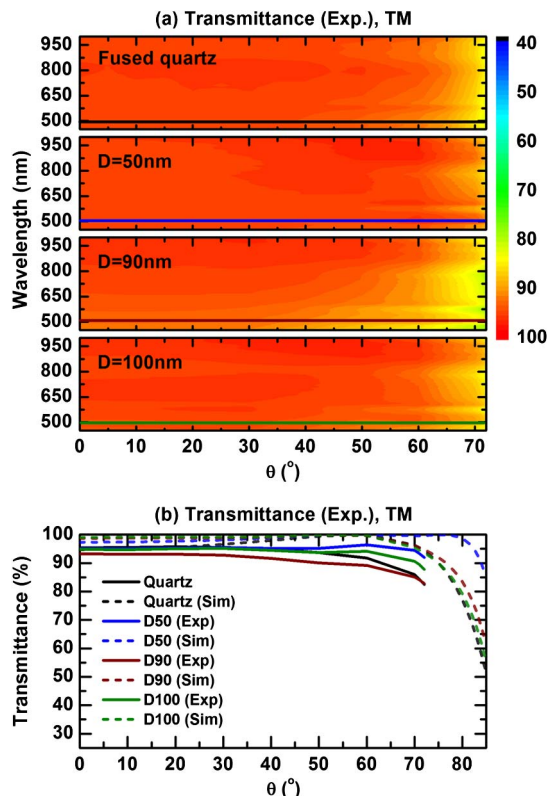 (a) Transmittance (Exp.), TM
Fused quartz
D=50nm
D=90nm
D=100nm
Wavelength (nm)
950
800
650
500
950
800
650
500
950
800
650
500
950
800
650
500
0 10 20 30 40 50 60 70
θ (°)
40
50
60
70
80
90
100
(b) Transmittance (Exp.), TM
Transmittance (%)
100
90
80
70
60
50
40
30
Quartz
Quartz (Sim)
D50 (Exp)
D50 (Sim)
D90 (Exp)
D90 (Sim)
D100 (Exp)
D100 (Sim)
0 10 20 30 40 50 60 70 80
θ (°)